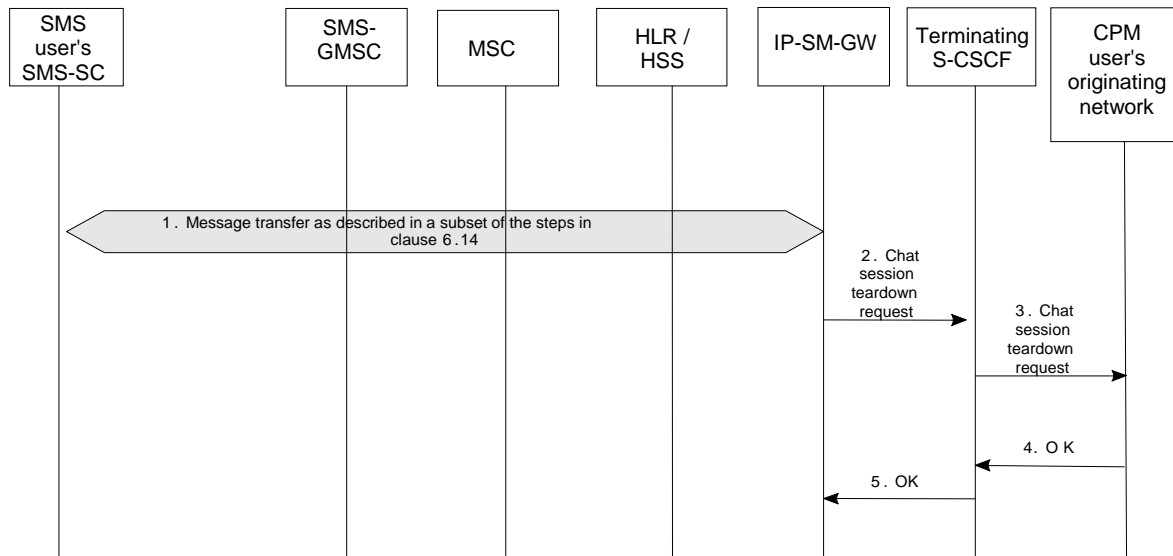 SMS
user's
SMS-SC
SMS-
GMSC
MSC
HLR /
HSS
IP-SM-GW
Terminating
S-CSCF
CPM
user's
originating
network
1. Message transfer as described in a subset of the steps in
clause 6.14
2. Chat
session
teardown
request
3. Chat
session
teardown
request
4. O K
5. OK